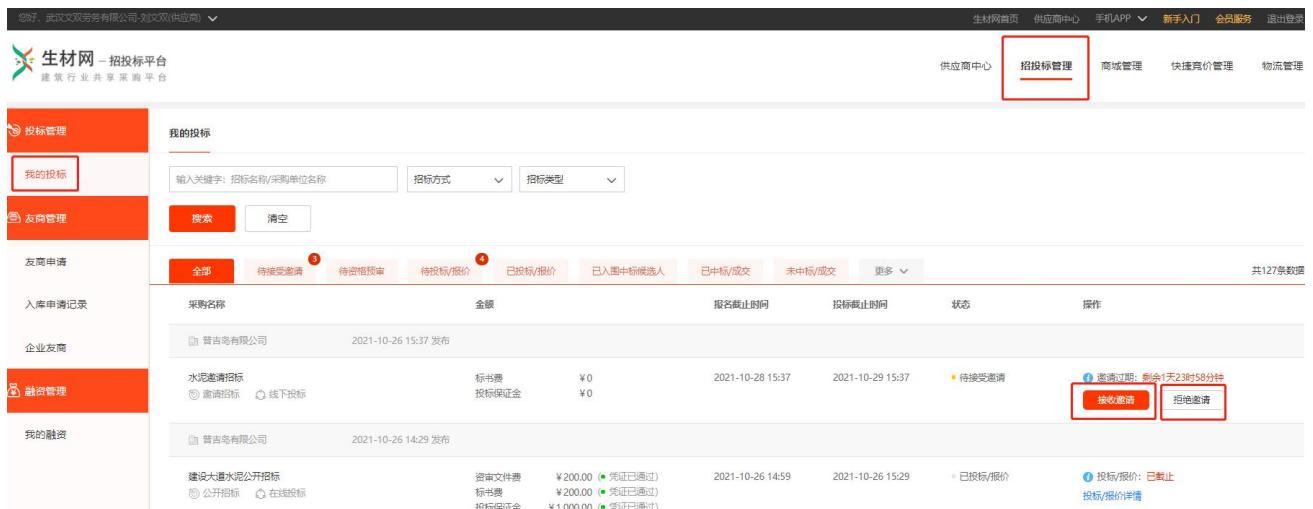 您好，武汉文双劳务有限公司-刘文双(供应商) 生材网首页 供应商中心 手机APP 新手入门 会员服务 退出登录
生材网 – 招投标平台
建筑行业共享采购平台
供应商中心 招投标管理 商城管理 快捷竞价管理 物流管理
投标管理
我的投标
友商管理
友商申请
入库申请记录
企业友商
融资管理
我的融资
我的投标
输入关键字：招标名称/采购单位名称 招标方式 招标类型
搜索 清空
全部 待接受邀请 3 待资格预审 待投标/报价 4 已投标/报价 已入围中标候选人 已中标/成交 未中标/成交 更多 共127条数据
采购名称 金额 报名截止时间 投标截止时间 状态 操作
普吉岛有限公司 2021-10-26 15:37 发布
水泥邀请招标 标书费 ¥0 2021-10-28 15:37 2021-10-29 15:37 待接受邀请 邀请过期：剩余1天23时58分钟
邀请招标 线下投标 投标保证金 ¥0 接收邀请 拒绝邀请
普吉岛有限公司 2021-10-26 14:29 发布
建设大道水泥公开招标 资审文件费 ¥200.00 (凭证已通过) 2021-10-26 14:59 2021-10-26 15:29 已投标/报价 投标/报价：已截止
公开招标 在线投标 标书费 ¥200.00 (凭证已通过) 投标/报价详情
投标保证金 ¥1,000.00 (凭证已通过)